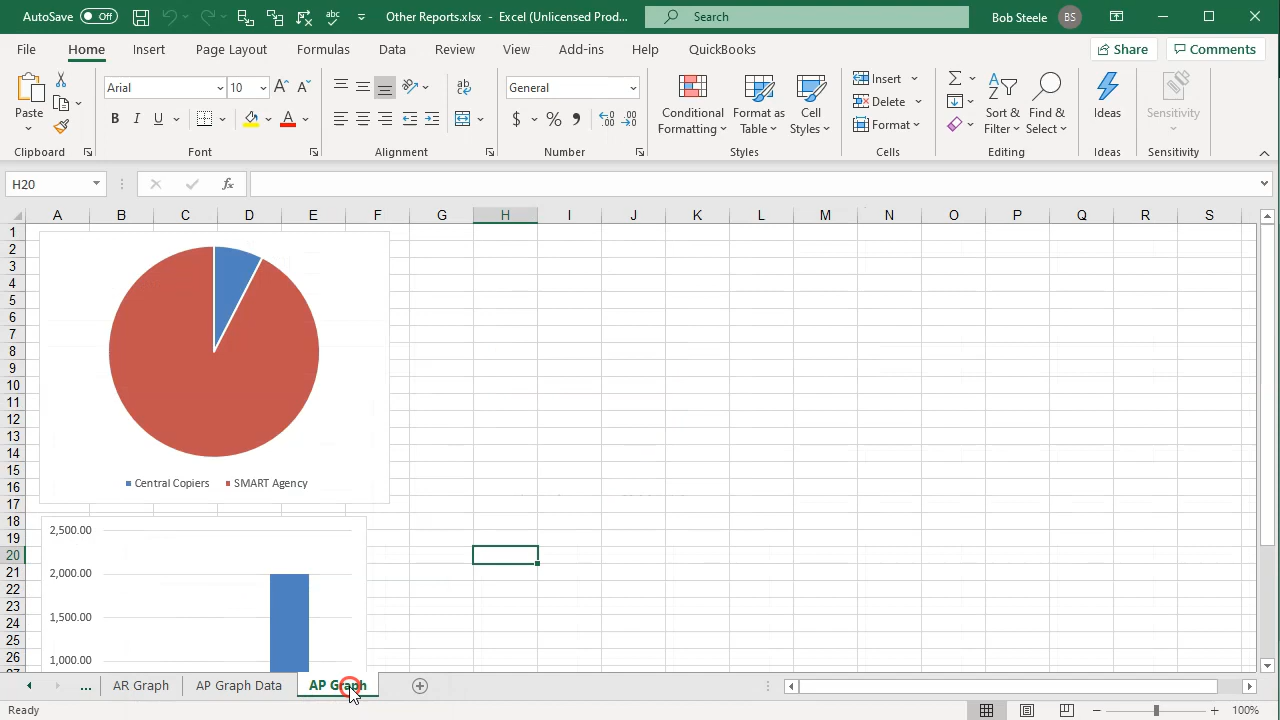 AutoSave Off Other Reports.xlsx - Excel (Unlicensed Prod... Search Bob Steele BS
File Home Insert Page Layout Formulas Data Review View Add-ins Help QuickBooks Share Comments
Arial 10 General Insert
Paste B I U $ % Conditional Formatting Format as Table Cell Styles Delete Sort & Filter Find & Select Ideas Sensitivity
Format
Clipboard Font Alignment Number Styles Cells Editing Ideas Sensitivity
H20 fx
A B C D E F G H I J K L M N O P Q R S
1
2
3
4
5
6
7
8
9
10
11
12
13
14
15
16
Central Copiers SMART Agency
17
18
2,500.00
19
20
21
2,000.00
22
23
1,500.00
24
25
26
1,000.00
27
... AR Graph AP Graph Data AP Graph
Ready 100%